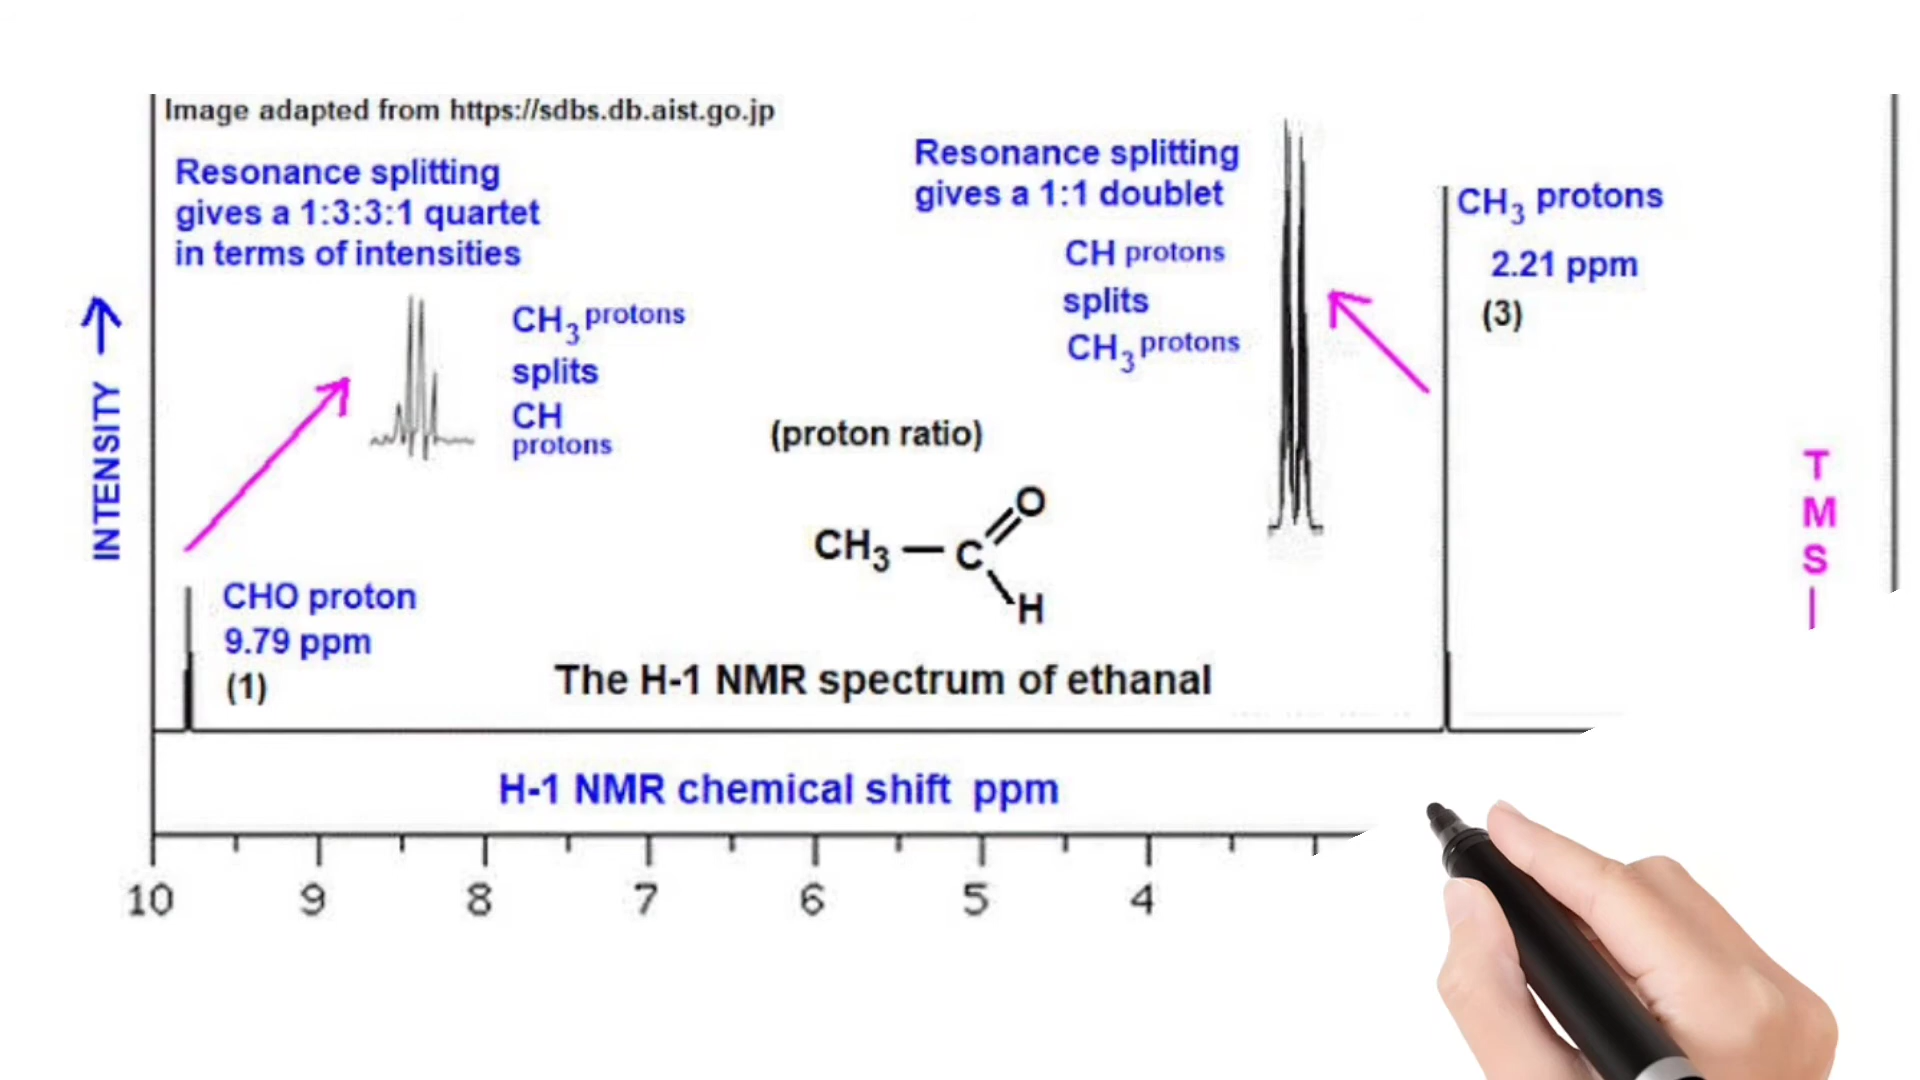 Image adapted from https://sdbs.db.aist.go.jp
Resonance splitting
gives a 1:3:3:1 quartet
in terms of intensities
CH3 protons
splits
CH
protons
Resonance splitting
gives a 1:1 doublet
CH protons
splits
CH3 protons
CH3 protons
2.21 ppm
(3)
INTENSITY
(proton ratio)
O
CH3 — C
H
T
M
S
CHO proton
9.79 ppm
(1)
The H-1 NMR spectrum of ethanal
H-1 NMR chemical shift ppm
10 9 8 7 6 5 4